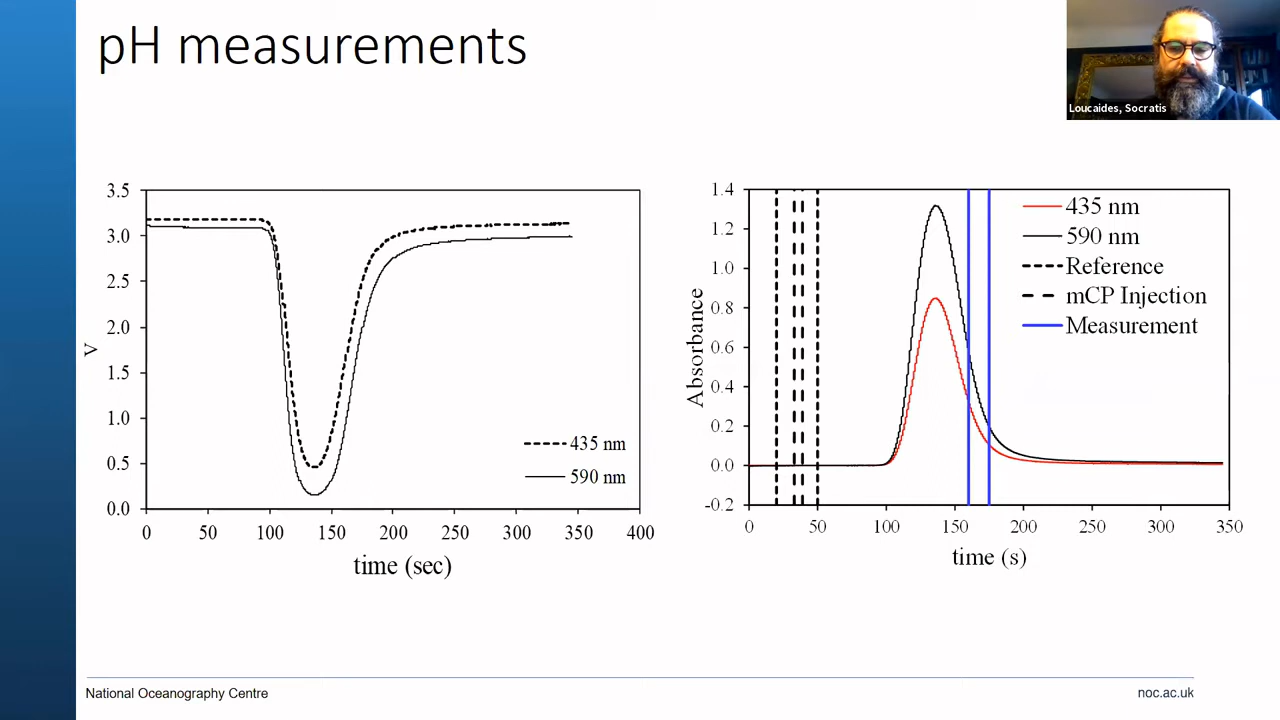 pH measurements
Loucaides, Socratis
3.5
3.0
2.5
2.0
1.5
1.0
0.5
0.0
V
0 50 100 150 200 250 300 350 400
time (sec)
435 nm
590 nm
1.4
1.2
1.0
0.8
0.6
0.4
0.2
0.0
-0.2
Absorbance
0 50 100 150 200 250 300 350
time (s)
435 nm
590 nm
Reference
mCP Injection
Measurement
National Oceanography Centre
noc.ac.uk